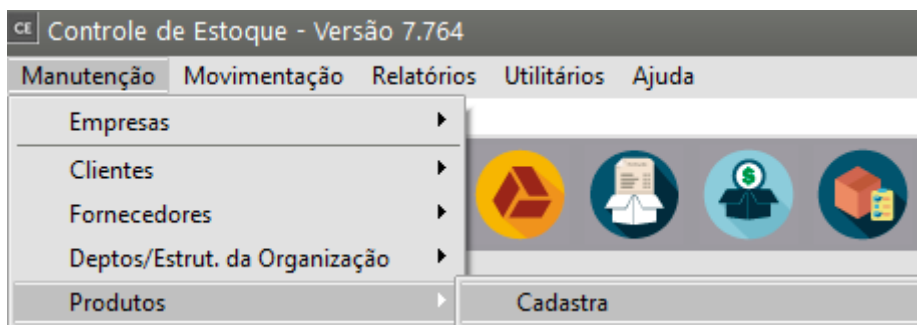 CE Controle de Estoque - Versão 7.764
Manutenção Movimentação Relatórios Utilitários Ajuda
Empresas
Clientes
Fornecedores
Deptos/Estrut. da Organização
Produtos Cadastra